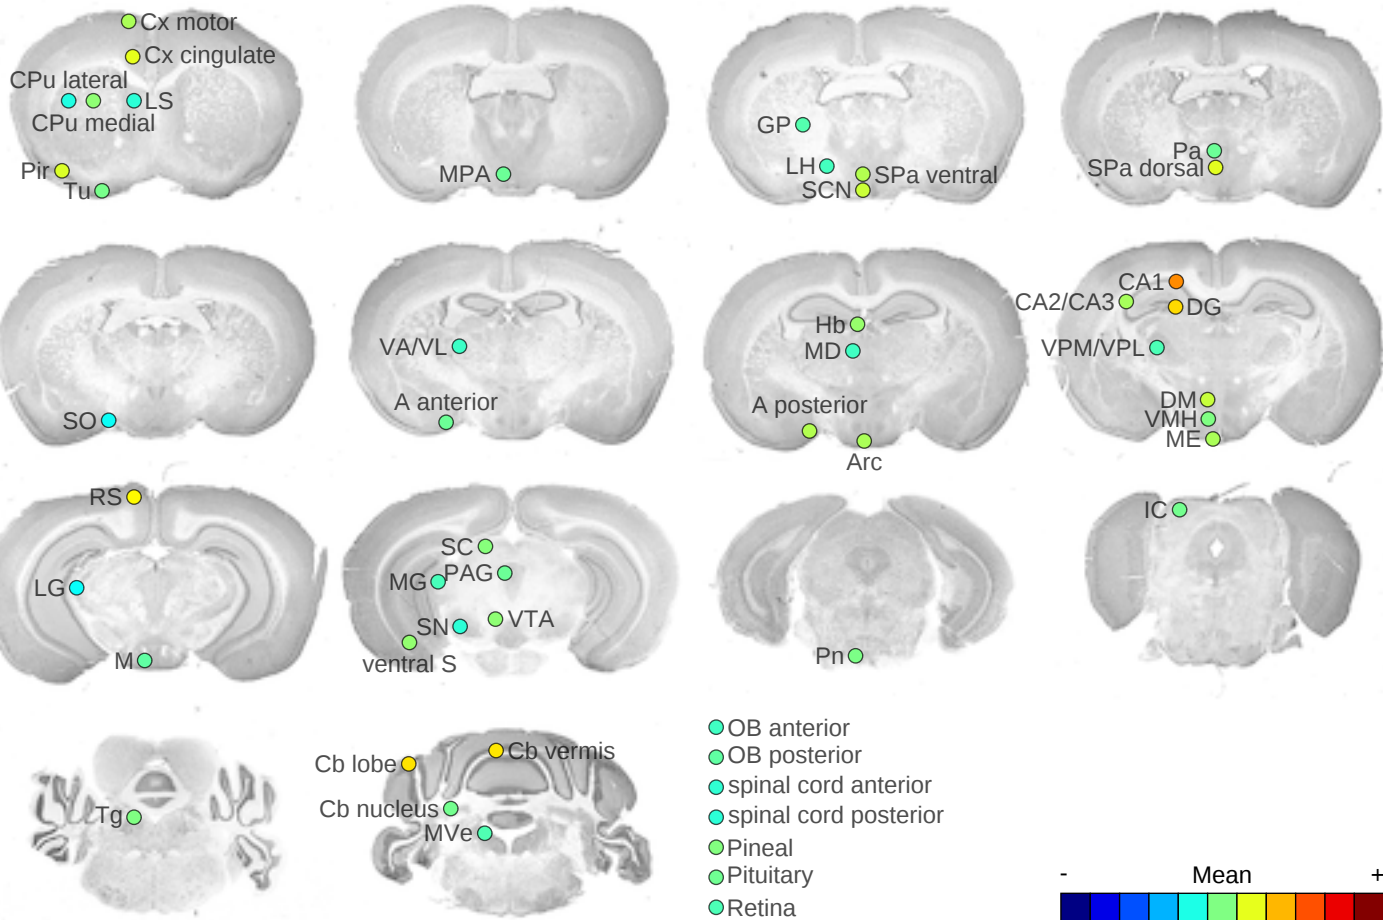 Cx motor
Cx cingulate
CPu lateral
LS
CPu medial
Pir
Tu
MPA
GP
LH
SPa ventral
SCN
Pa
SPa dorsal
SO
VA/VL
A anterior
Hb
MD
A posterior
Arc
CA1
CA2/CA3
DG
VPM/VPL
DM
VMH
ME
RS
LG
M
SC
PAG
MG
VTA
SN
ventral S
Pn
IC
Tg
Cb lobe
Cb vermis
Cb nucleus
MVe
OB anterior
OB posterior
spinal cord anterior
spinal cord posterior
Pineal
Pituitary
Retina
- Mean +